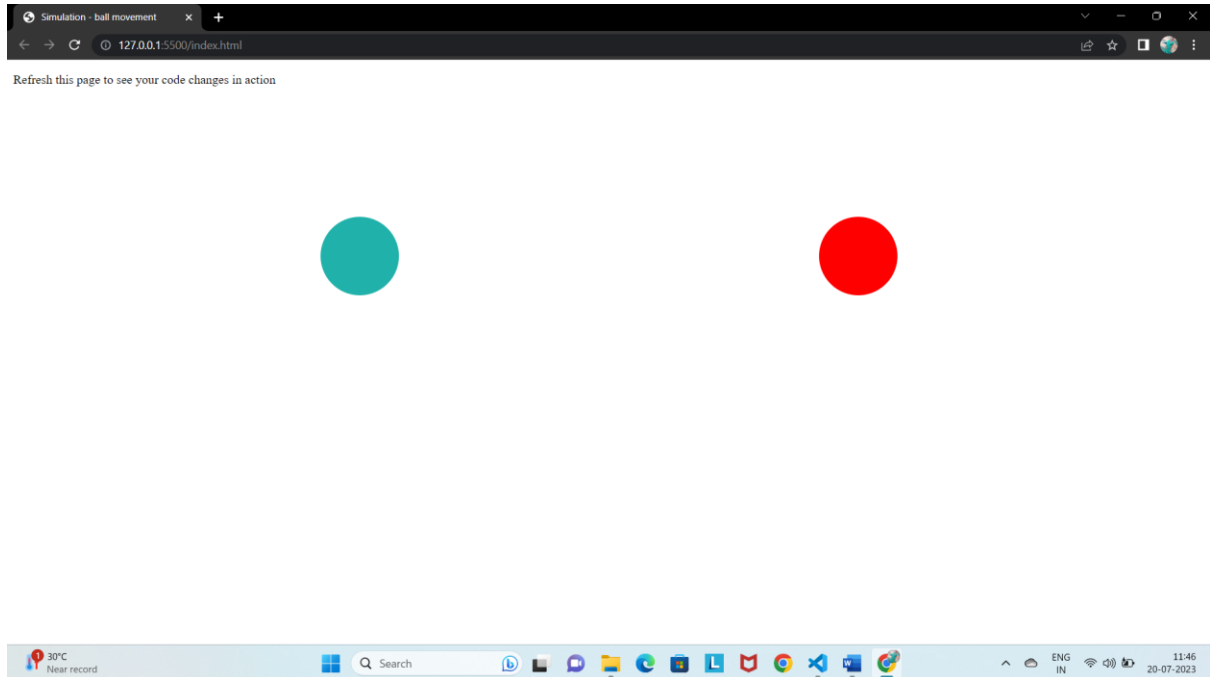 Simulation - ball movement
127.0.0.1:5500/index.html
Refresh this page to see your code changes in action
1
30°C
Near record
Search
b
L
W
ENG
IN
11:46
20-07-2023